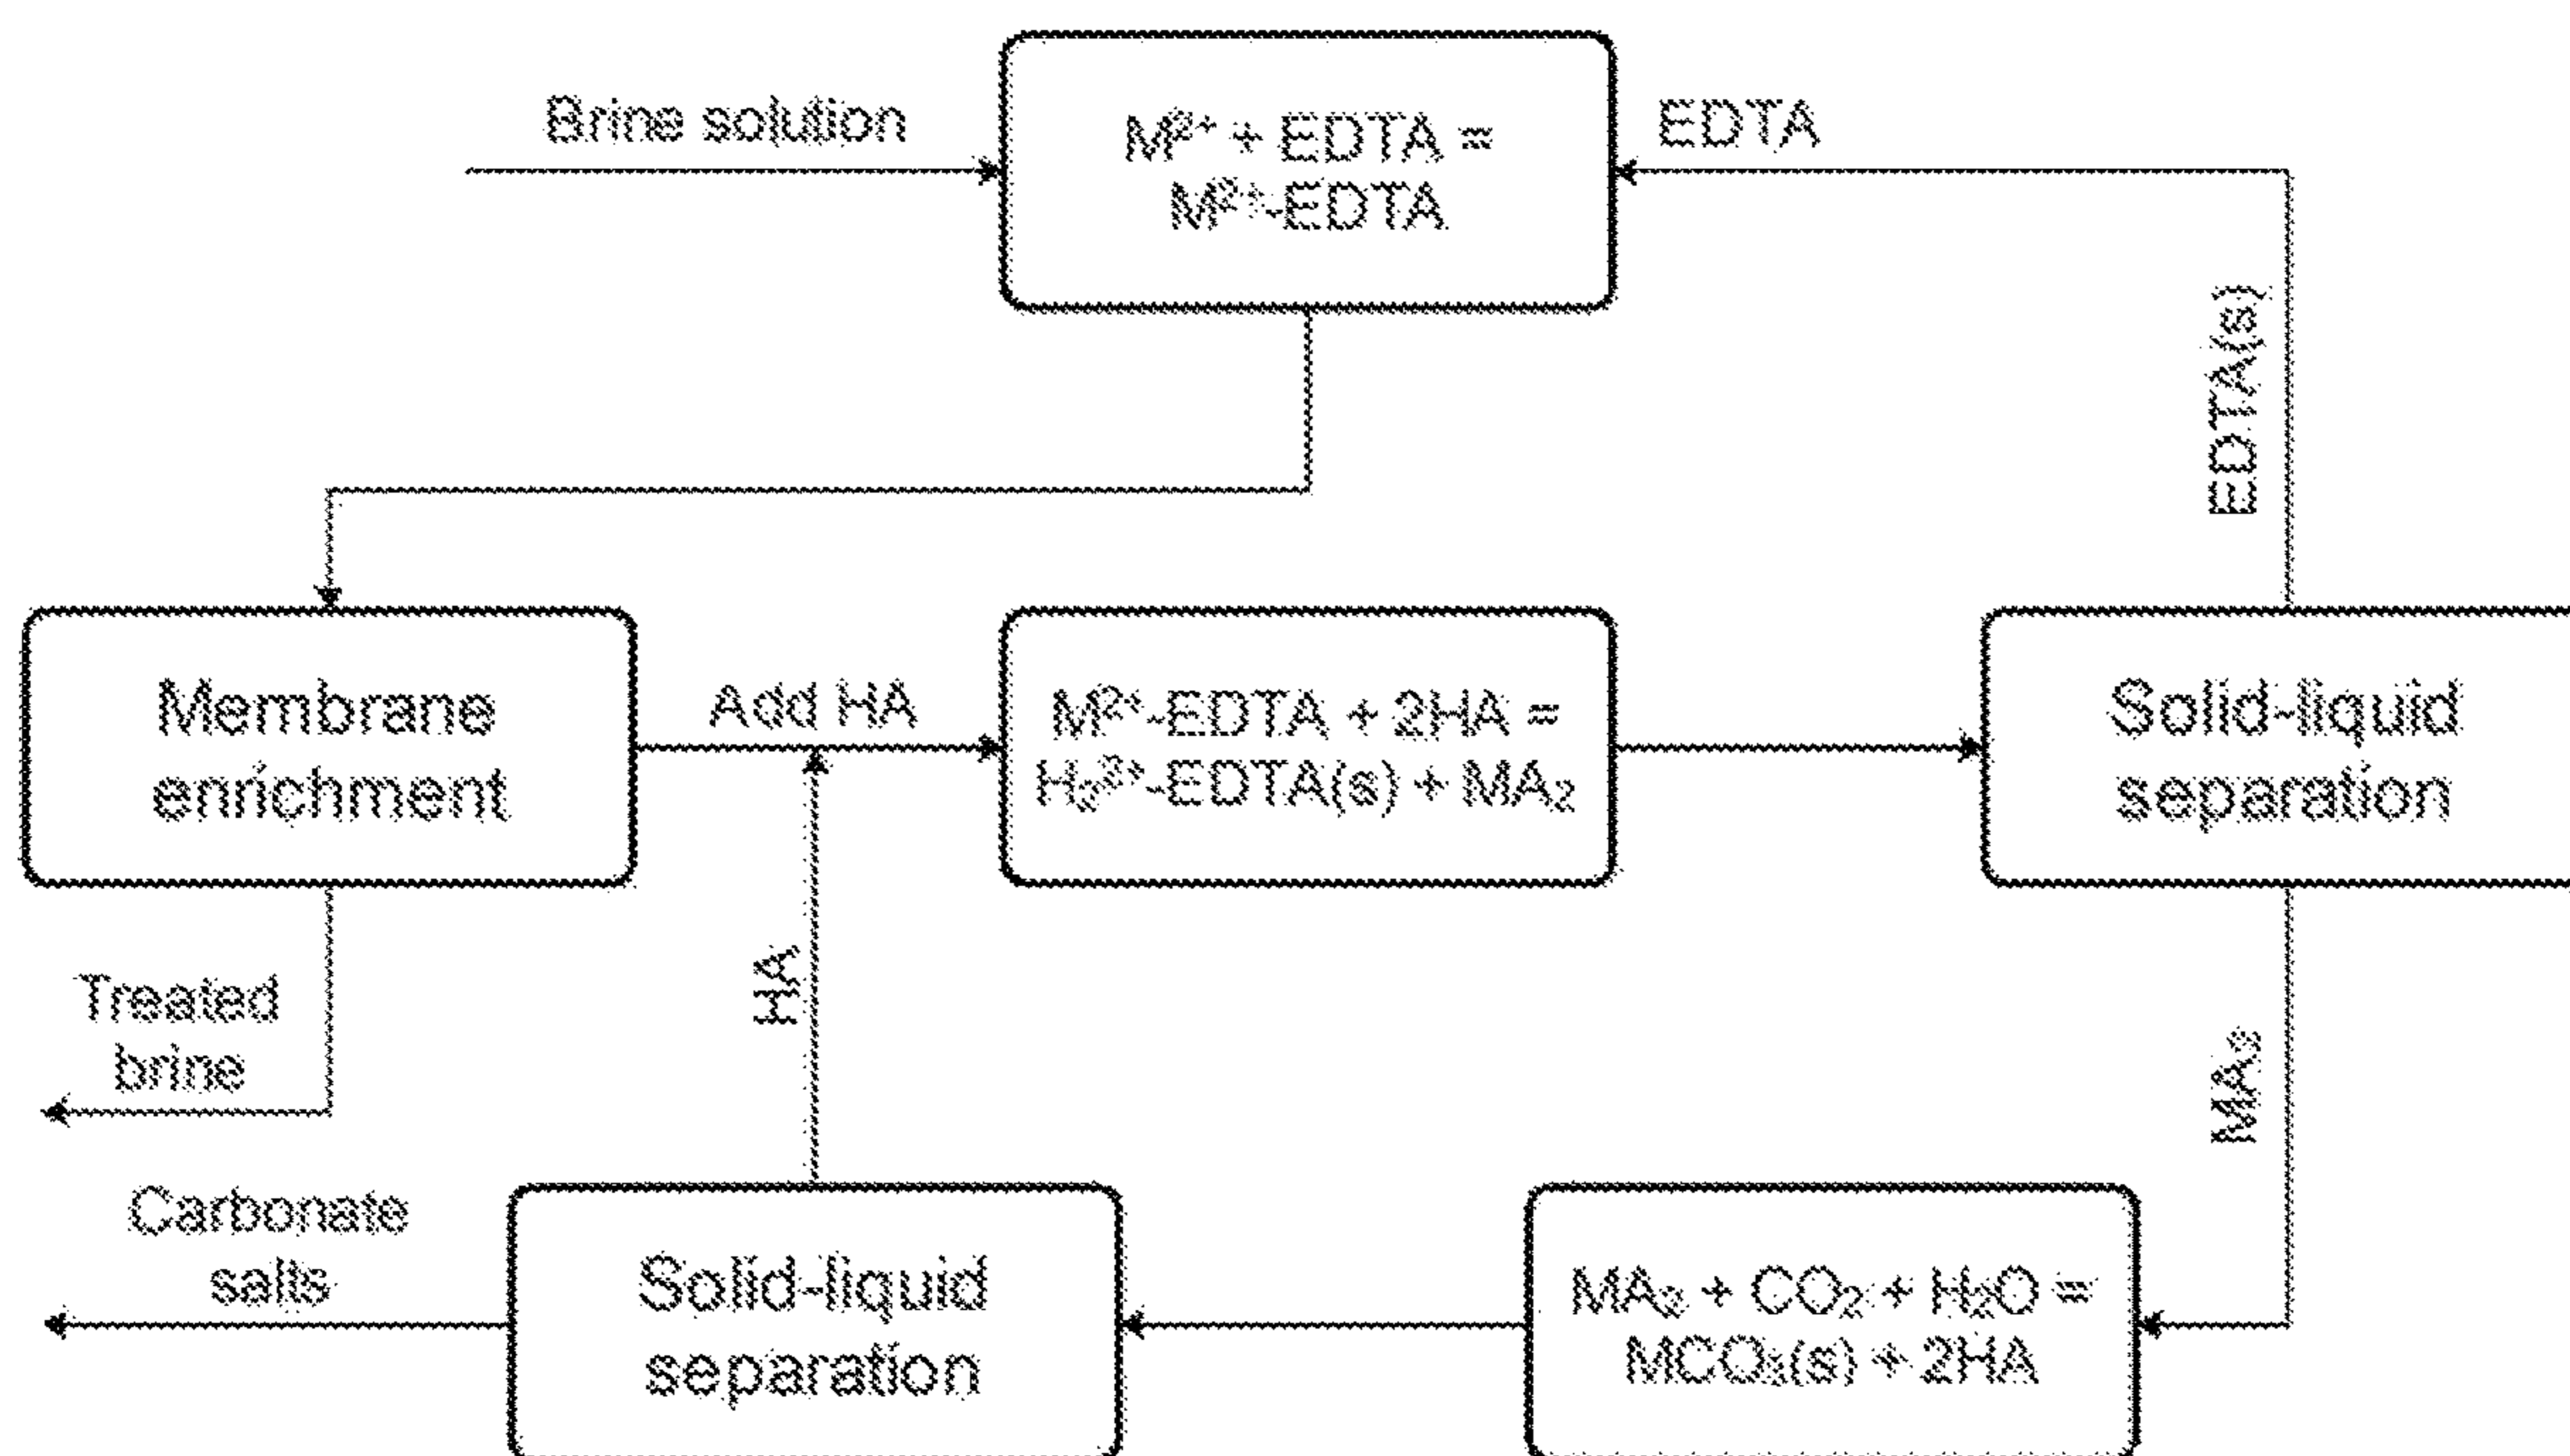 Brine solution
M²⁺ + EDTA =
M²⁺-EDTA
EDTA
EDTA(s)
Membrane
enrichment
Add HA
M²⁺-EDTA + 2HA =
H₂²⁺-EDTA(s) + MA₂
Solid-liquid
separation
Treated
brine
HA
MAs
Carbonate
salts
Solid-liquid
separation
MA₂ + CO₂ + H₂O =
MCO₃(s) + 2HA